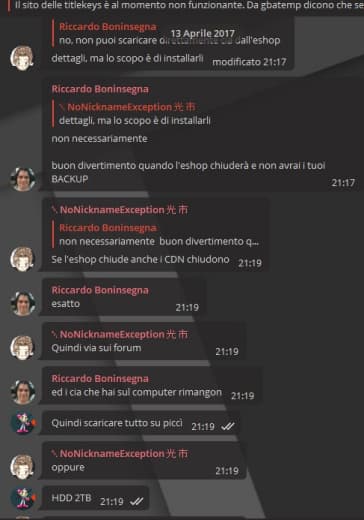 Il sito delle titlekeys è al momento non funzionante. Da gbatemp dicono che se
Riccardo Boninsegna
13 Aprile 2017
no, non puoi scaricare direttamente dall'eshop
dettagli, ma lo scopo è di installarli
modificato 21:17
Riccardo Boninsegna
\ NoNicknameException 光 市
dettagli, ma lo scopo è di installarli
non necessariamente
buon divertimento quando l'eshop chiuderà e non avrai i tuoi
BACKUP
21:17
\ NoNicknameException 光 市
Riccardo Boninsegna
non necessariamente buon divertimento q...
Se l'eshop chiude anche i CDN chiudono 21:19
Riccardo Boninsegna
esatto 21:19
\ NoNicknameException 光 市
Quindi via sui forum 21:19
Riccardo Boninsegna
ed i cia che hai sul computer rimangon 21:19
Quindi scaricare tutto su piccì 21:19
\ NoNicknameException 光 市
oppure 21:19
HDD 2TB 21:19